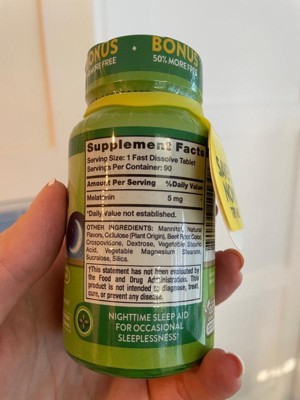 BONUS • BONUS
MORE FREE 50% MORE FREE
Supplement Facts
Serving Size: 1 Fast Dissolve Tablet
Servings Per Container: 90
Amount Per Serving %Daily Value
Melatonin 5 mg *
*Daily Value not established.
OTHER INGREDIENTS: Mannitol, Natural
Flavors, Cellulose (Plant Origin), Beet Root Color,
Crospovidone, Dextrose, Vegetable Stearic
Acid, Vegetable Magnesium Stearate,
Sucralose, Silica.
†This statement has not been evaluated by
the Food and Drug Administration. This
product is not intended to diagnose, treat,
cure, or prevent any disease.
NIGHTTIME SLEEP AID
FOR OCCASIONAL
SLEEPLESSNESS†